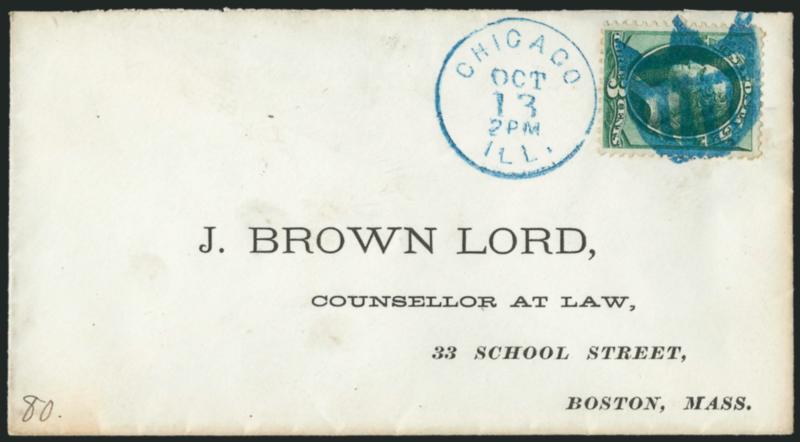 CHICAGO
OCT
13
2PM
ILL.
J. BROWN LORD,
COUNSELLOR AT LAW,
33 SCHOOL STREET,
BOSTON, MASS.
80.